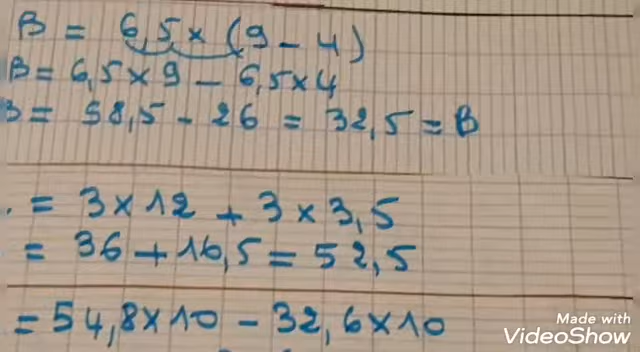 B = 6,5 × (9 - 4)
B = 6,5 × 9 - 6,5 × 4
B = 58,5 - 26 = 32,5 = B
. = 3 × 12 + 3 × 3,5
= 36 + 16,5 = 52,5
= 54,8 × 10 - 32,6 × 10
Made with
VideoShow